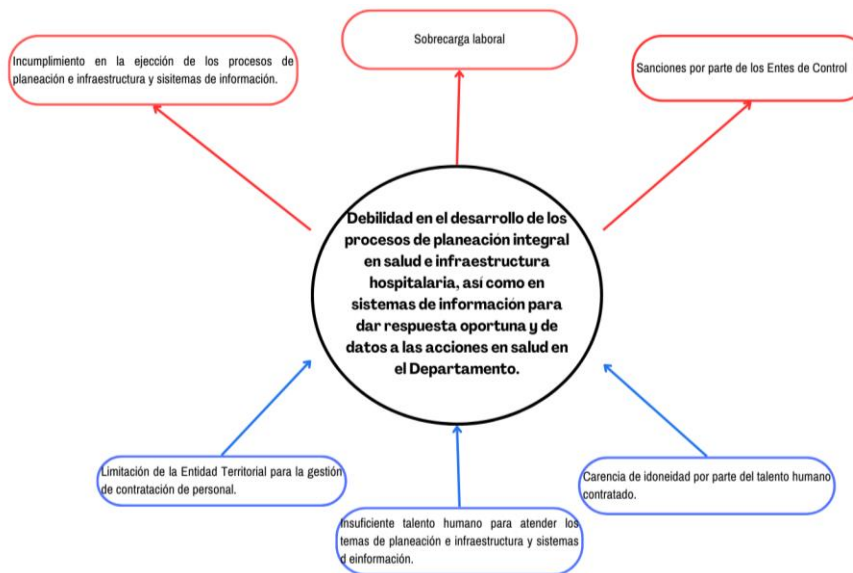 Sobrecarga laboral
Incumplimiento en la ejección de los procesos de
planeación e infraestructura y sisitemas de información.
Sanciones por parte de los Entes de Control
Debilidad en el desarrollo de los
procesos de planeación integral
en salud e infraestructura
hospitalaria, así como en
sistemas de información para
dar respuesta oportuna y de
datos a las acciones en salud en
el Departamento.
Limitación de la Entidad Territorial para la gestión
de contratación de personal.
Insuficiente talento humano para atender los
temas de planeación e infraestructura y sistemas
d einformación.
Carencia de idoneidad por parte del talento humano
contratado.